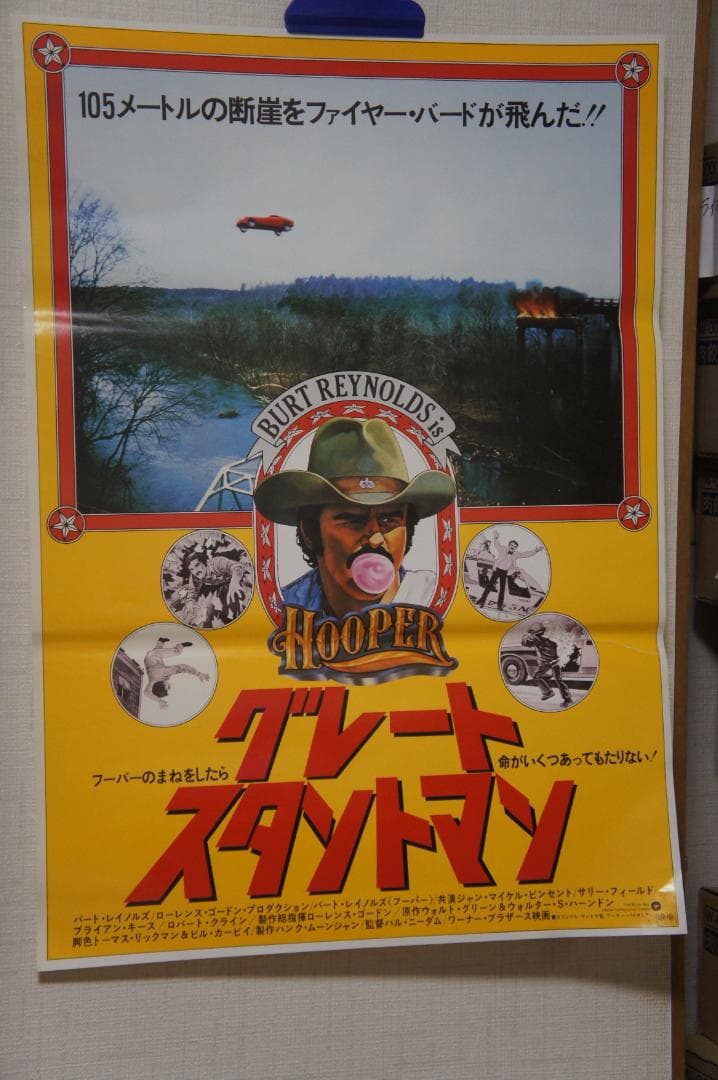 105メートルの断崖をファイヤー・バードが飛んだ!!
BURT REYNOLDS is
HOOPER
グレート
フーパーのまねをしたら
命がいくつあってもたりない!
スタントマン
バート・レイノルズ/ローレンス・ゴードン・プロダクション/バート・レイノルズ(フーパー)/共演ジャン・マイケル・ビンセント/サリー・フィールド/
ブライアン・キース/ロバート・クライン/製作総指揮ローレンス・ゴードン/原作ウォルト・グリーン&ウォルター・S・ハーンドン
脚色トーマス・リックマン&ビル・カービイ/製作ハンク・ムーンジャン/監督ハル・ニーダム/ワーナー・ブラザース映画